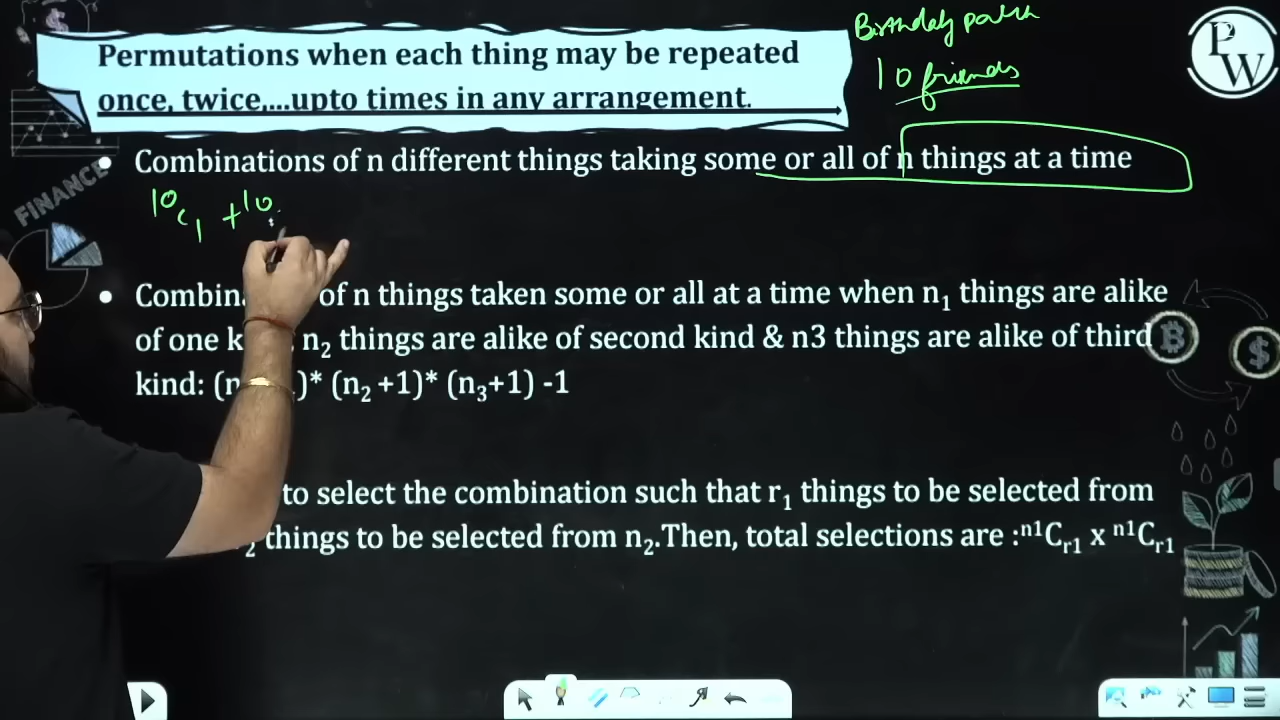 Birthday
10 friends
PW
Permutations when each thing may be repeated
once, twice,...upto times in any arrangement.
• Combinations of n different things taking some or all of n things at a time
10c1 + 10
FINANCE
• Combin of n things taken some or all at a time when n1 things are alike
of one k n2 things are alike of second kind & n3 things are alike of third
kind: (n )* (n2 +1)* (n3+1) -1
to select the combination such that r1 things to be selected from
2 things to be selected from n2.Then, total selections are :n1Cr1 x n1Cr1